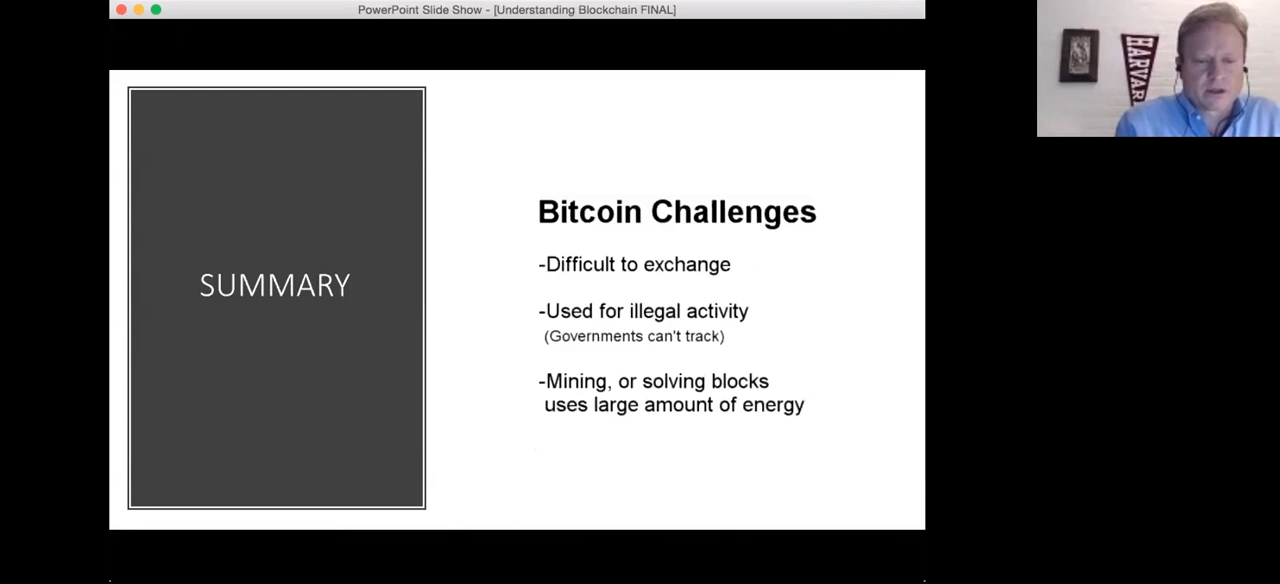 PowerPoint Slide Show - [Understanding Blockchain FINAL]
SUMMARY
Bitcoin Challenges
-Difficult to exchange
-Used for illegal activity
(Governments can't track)
-Mining, or solving blocks
uses large amount of energy
HARVAR